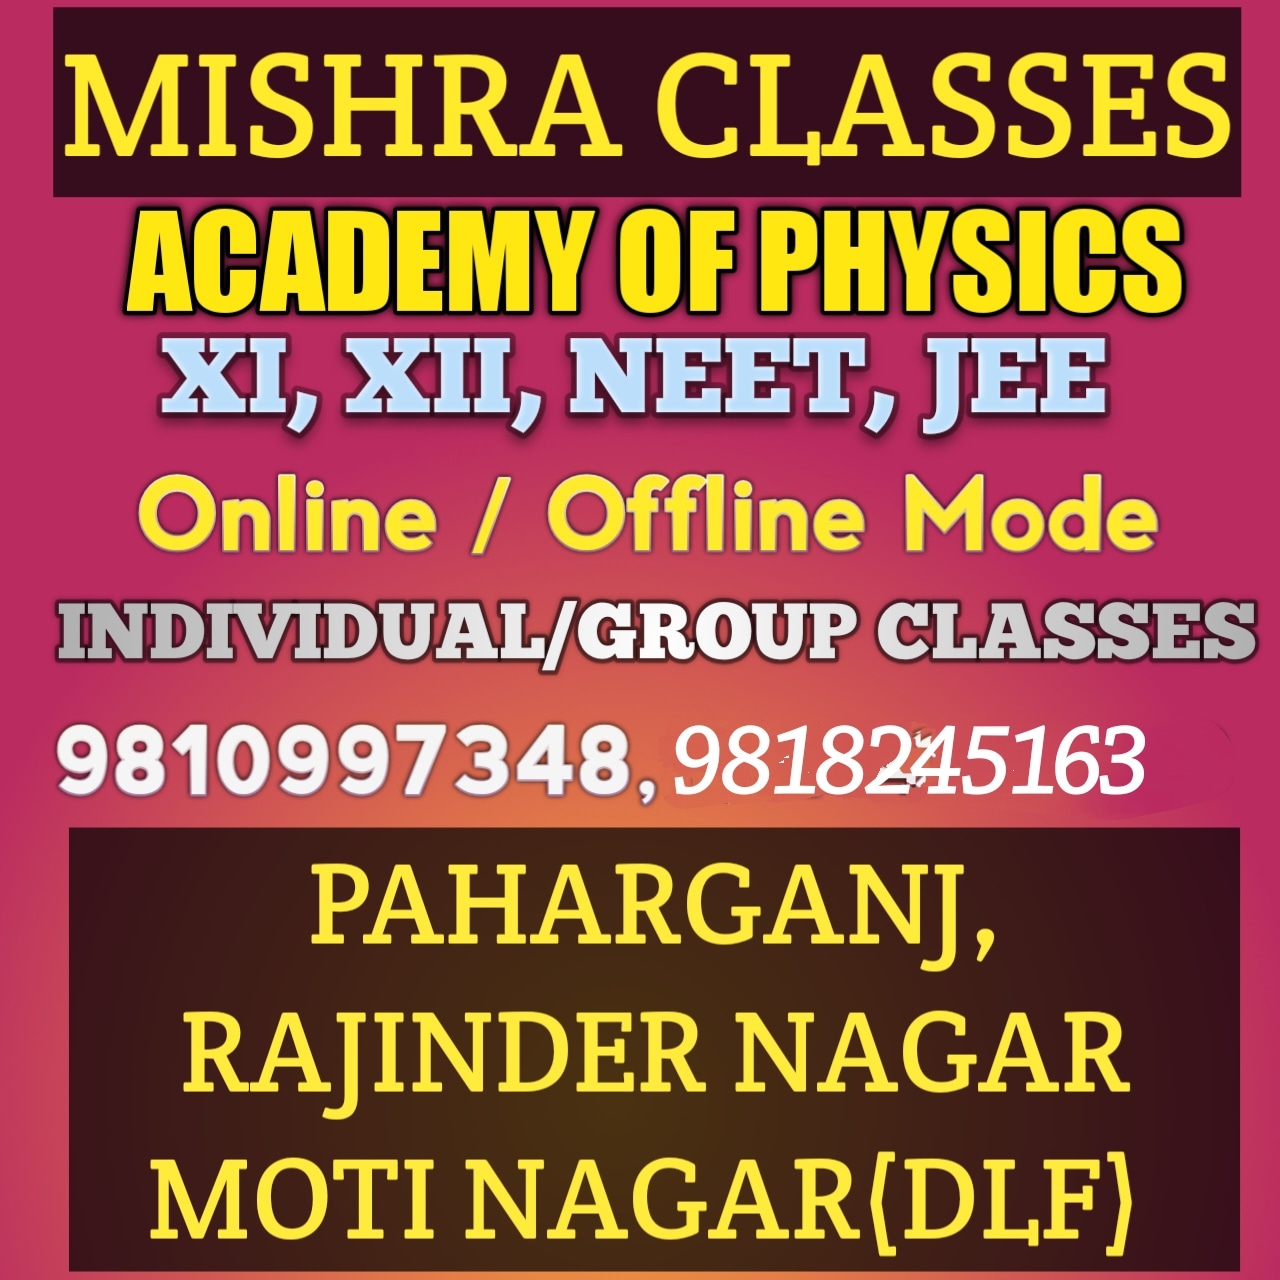 MISHRA CLASSES
ACADEMY OF PHYSICS
XI, XII, NEET, JEE
Online / Offline Mode
INDIVIDUAL/GROUP CLASSES
9810997348, 9818245163
PAHARGANJ,
RAJINDER NAGAR
MOTI NAGAR(DLF)